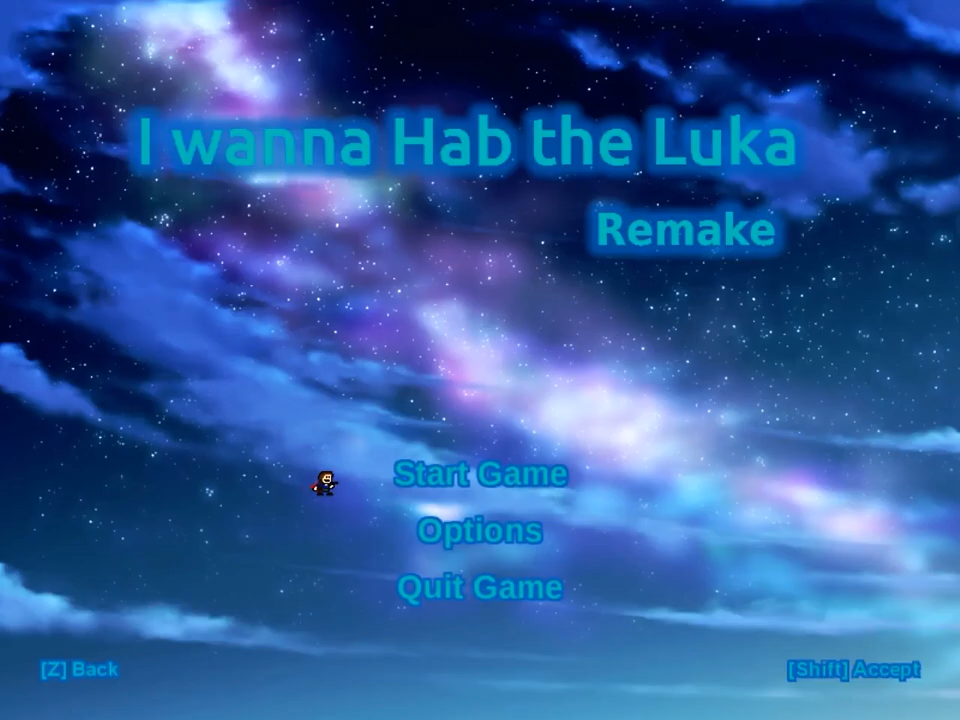 I wanna Hab the Luka
Remake
Start Game
Options
Quit Game
[Z] Back
[Shift] Accept